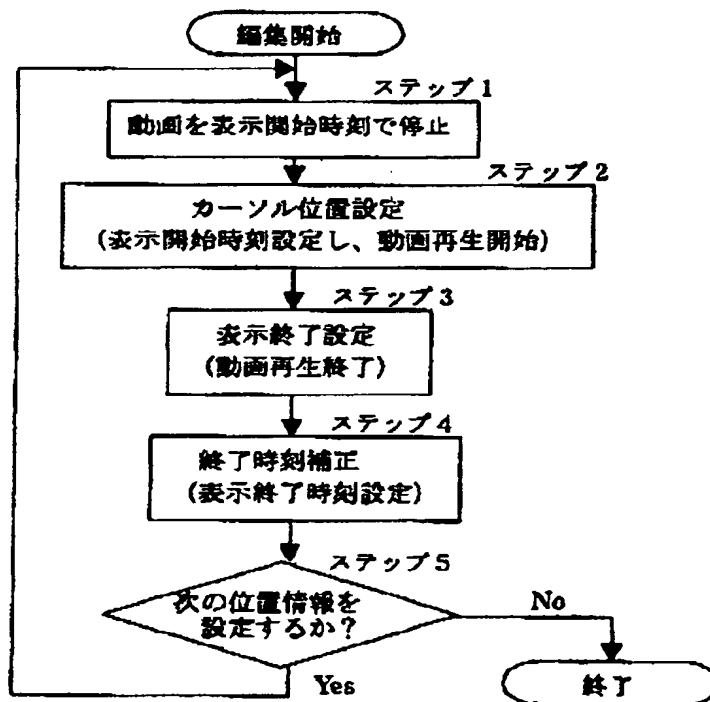 編集開始
ステップ1
動画を表示開始時刻で停止
ステップ2
カーソル位置設定
(表示開始時刻設定し、動画再生開始)
ステップ3
表示終了設定
(動画再生終了)
ステップ4
終了時刻補正
(表示終了時刻設定)
ステップ5
次の位置情報を
設定するか?
No
Yes
終了